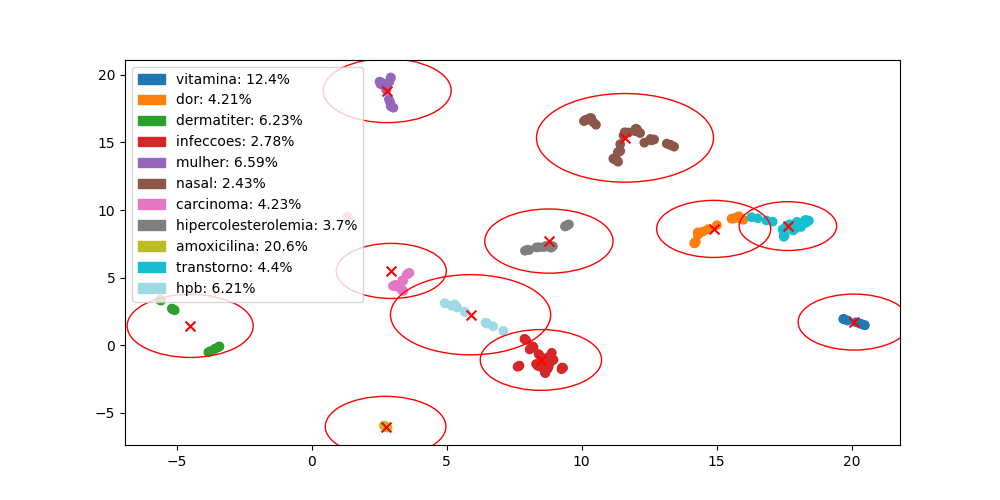 20
15
10
5
0
−5
vitamina: 12.4%
dor: 4.21%
dermatiter: 6.23%
infeccoes: 2.78%
mulher: 6.59%
nasal: 2.43%
carcinoma: 4.23%
hipercolesterolemia: 3.7%
amoxicilina: 20.6%
transtorno: 4.4%
hpb: 6.21%
−5 0 5 10 15 20